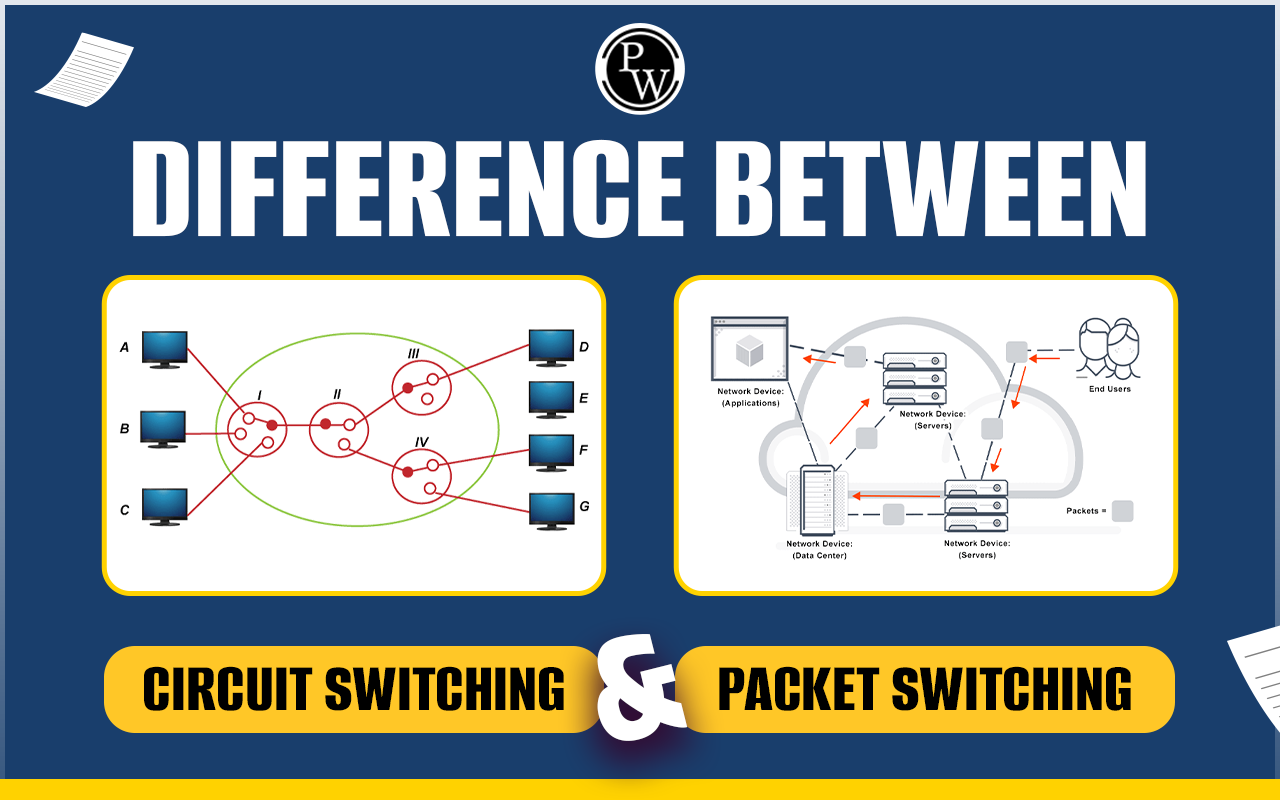 P
W
DIFFERENCE BETWEEN
A
B
C
I
II
III
IV
D
E
F
G
Network Device:
(Applications)
Network Device:
(Servers)
End Users
Network Device:
(Data Center)
Network Device:
(Servers)
Packets =
CIRCUIT SWITCHING
&
PACKET SWITCHING